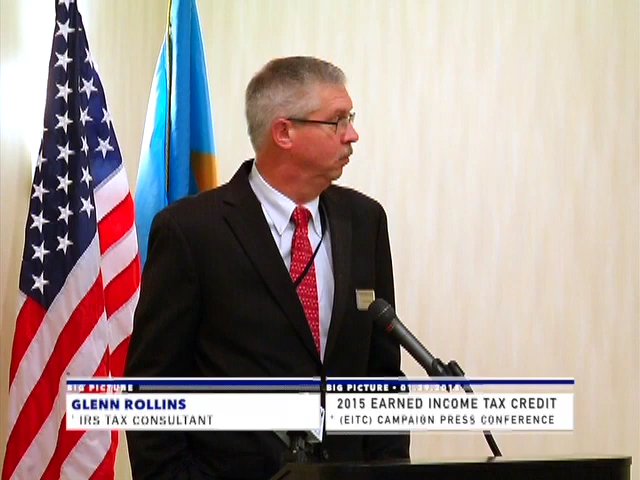 BIG PICTURE
GLENN ROLLINS
IRS TAX CONSULTANT
BIG PICTURE •
2015 EARNED INCOME TAX CREDIT
(EITC) CAMPAIGN PRESS CONFERENCE